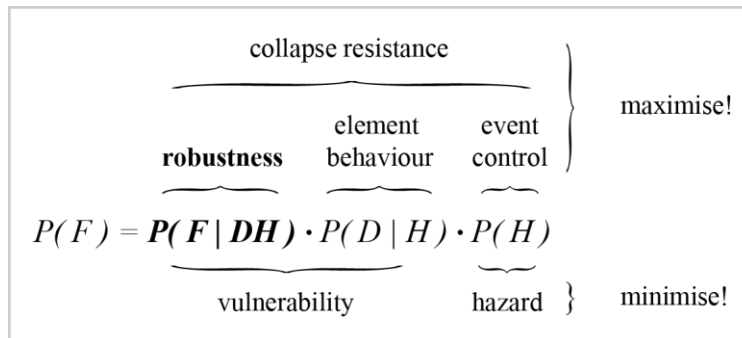 collapse resistance
maximise!
element event
robustness behaviour control
P(F) = P(F|DH) · P(D|H) · P(H)
vulnerability hazard } minimise!